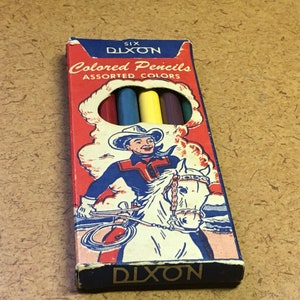 SIX
DIXON
Colored Pencils
ASSORTED COLORS
DIXON